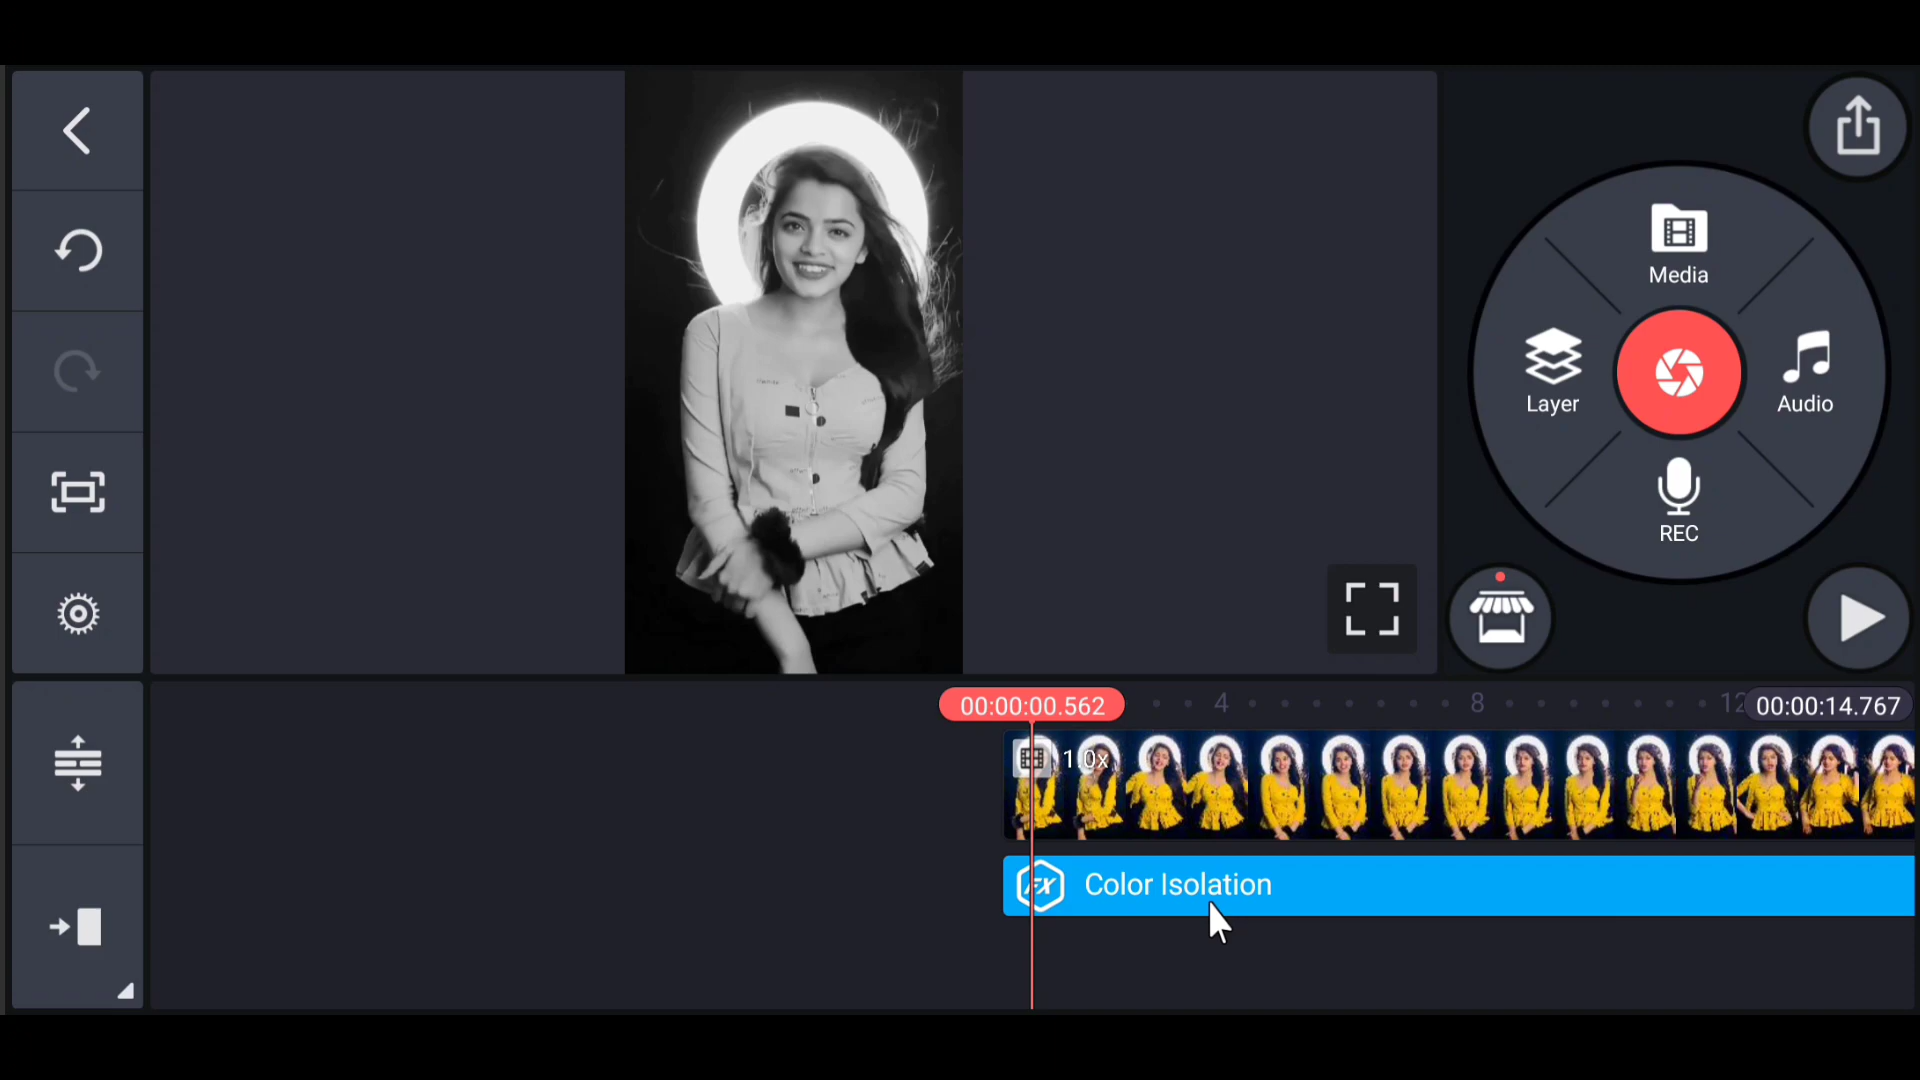 Media
Layer
Audio
REC
00:00:00.562
4
8
12
00:00:14.767
1.0x
FX
Color Isolation